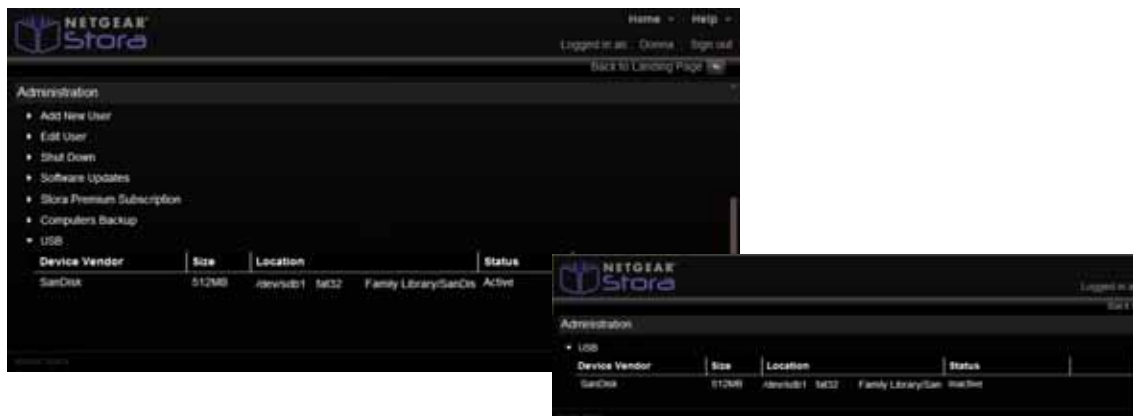 NETGEAR
Stora
Home Help
Logged in as: Donna Sign out
Back to Landing Page
Administration
Add New User
Edit User
Shut Down
Software Updates
Stora Premium Subscription
Computers Backup
USB
Device Vendor Size Location Status
SanDisk 512MB /dev/sdb1 fat32 Family Library/SanDis Active
NETGEAR
Stora
Logged in a
Back t
Administration
USB
Device Vendor Size Location Status
SanDisk 512MB /dev/sdb1 fat32 Family Library/San Inactive